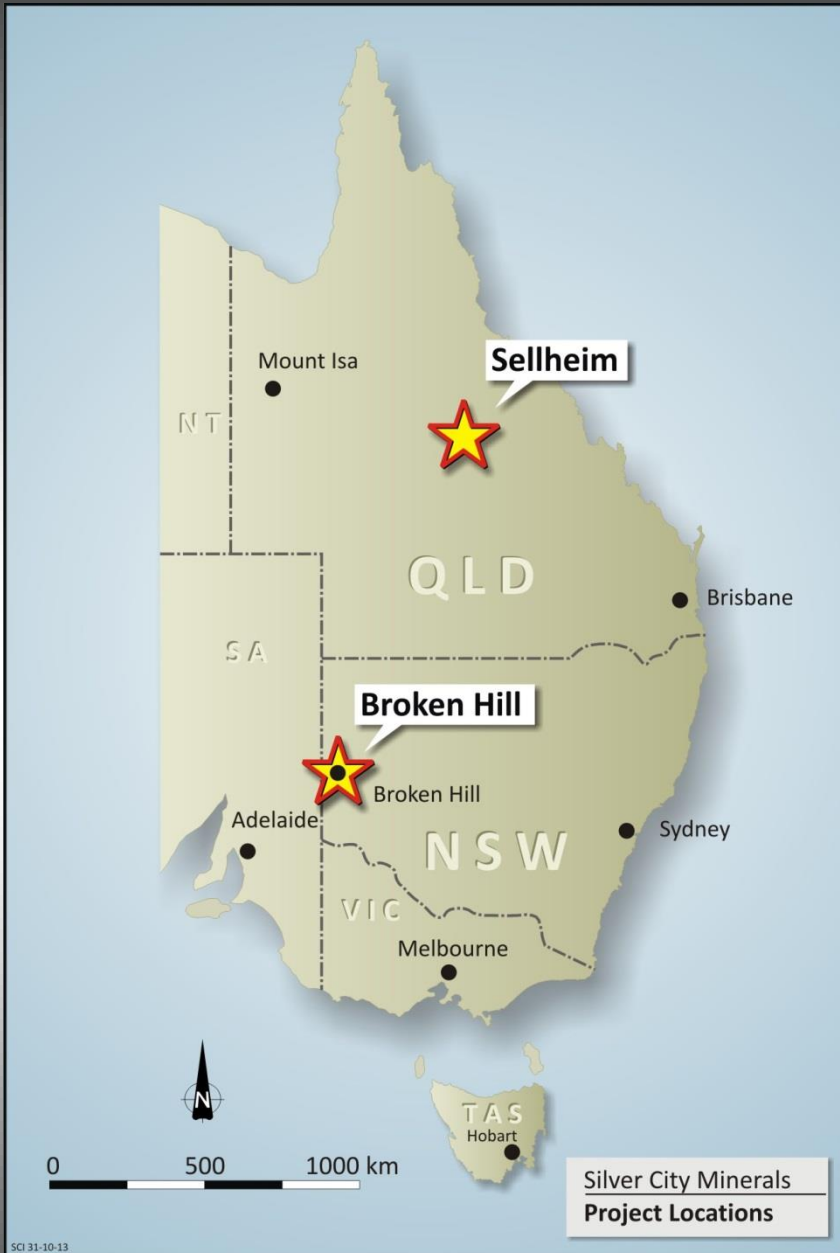 Sellheim
Mount Isa
NT
QLD
Brisbane
SA
Broken Hill
Broken Hill
Adelaide
Sydney
NSW
VIC
Melbourne
N
TAS
Hobart
0 500 1000 km
Silver City Minerals
Project Locations
SCI 31-10-13